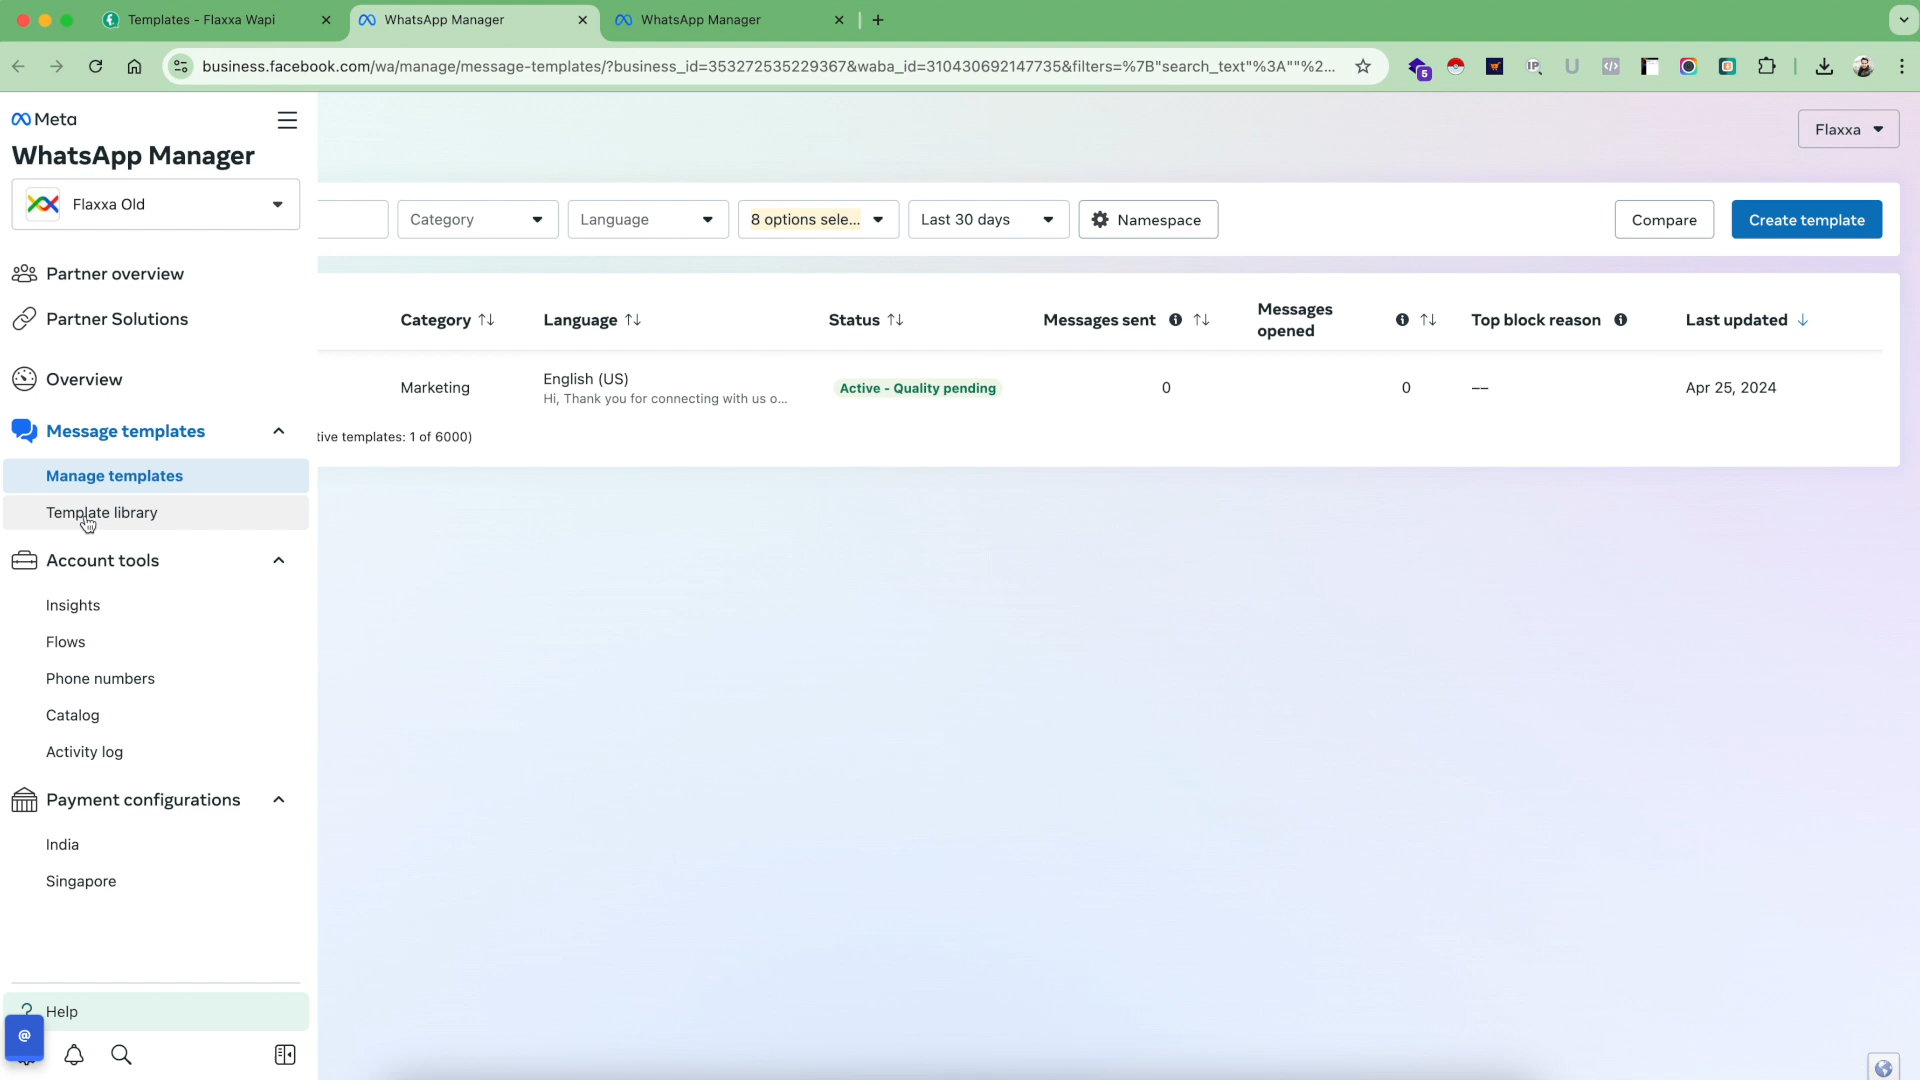 Templates - Flaxxa Wapi
WhatsApp Manager
WhatsApp Manager
business.facebook.com/wa/manage/message-templates/?business_id=353272535229367&waba_id=310430692147735&filters=%7B"search_text"%3A""%2...
5
Meta
WhatsApp Manager
Flaxxa Old
Partner overview
Partner Solutions
Overview
Message templates
Manage templates
Template library
Account tools
Insights
Flows
Phone numbers
Catalog
Activity log
Payment configurations
India
Singapore
Help
@
Flaxxa
Category
Language
8 options sele...
Last 30 days
Namespace
Compare
Create template
Category
Language
Status
Messages sent
Messages opened
Top block reason
Last updated
Marketing
English (US)
Hi, Thank you for connecting with us o...
Active - Quality pending
0
0
––
Apr 25, 2024
tive templates: 1 of 6000)